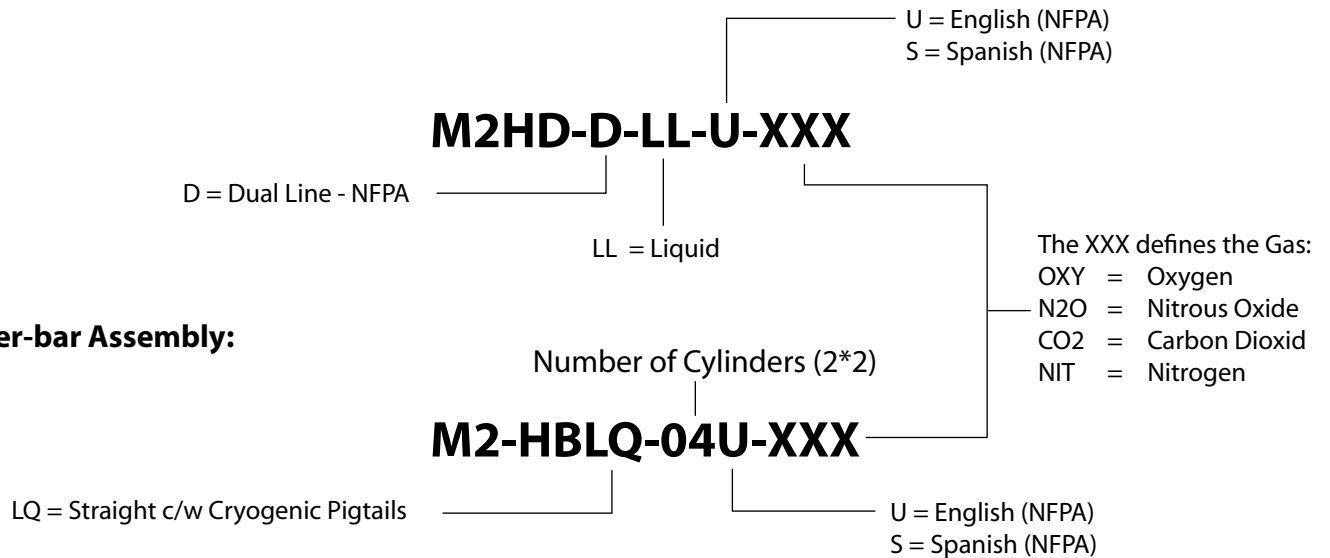 U = English (NFPA)
S = Spanish (NFPA)
M2HD-D-LL-U-XXX
D = Dual Line - NFPA
LL = Liquid
The XXX defines the Gas:
OXY = Oxygen
N2O = Nitrous Oxide
CO2 = Carbon Dioxid
NIT = Nitrogen
er-bar Assembly:
Number of Cylinders (2*2)
M2-HBLQ-04U-XXX
LQ = Straight c/w Cryogenic Pigtails
U = English (NFPA)
S = Spanish (NFPA)